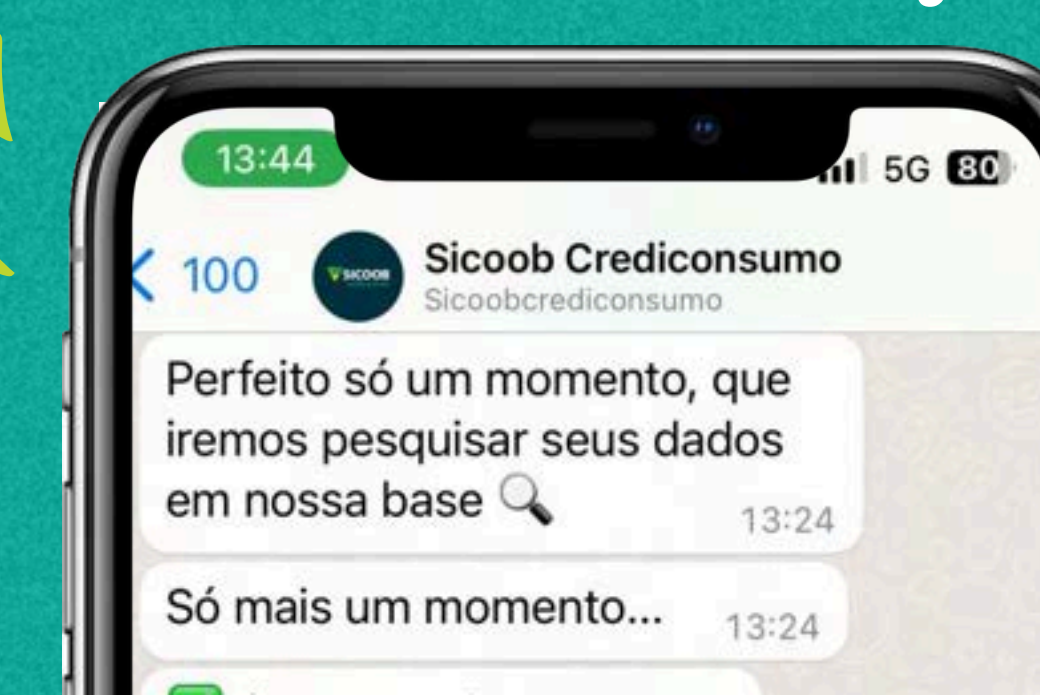 13:44
5G 80
100
SICOOB
Sicoob Crediconsumo
Sicoobcrediconsumo
Perfeito só um momento, que
iremos pesquisar seus dados
em nossa base 🔍
13:24
Só mais um momento...
13:24